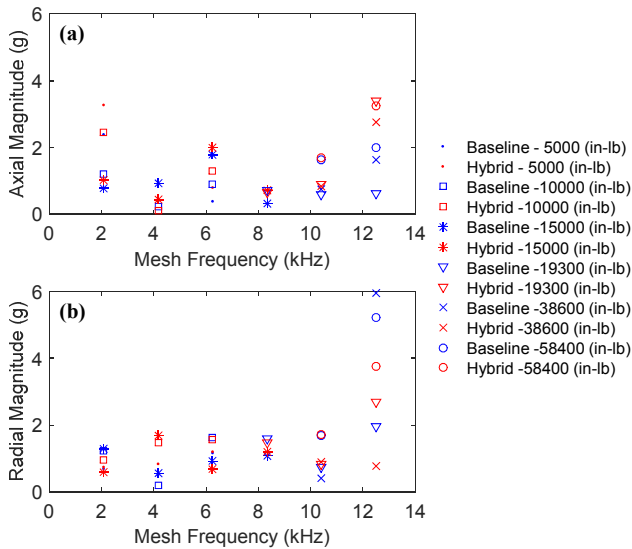 6
(a)
4
2
0
Axial Magnitude (g)
0 2 4 6 8 10 12 14
Mesh Frequency (kHz)
6
(b)
4
2
0
Radial Magnitude (g)
0 2 4 6 8 10 12 14
Mesh Frequency (kHz)
Baseline - 5000 (in-lb)
Hybrid - 5000 (in-lb)
Baseline -10000 (in-lb)
Hybrid -10000 (in-lb)
Baseline -15000 (in-lb)
Hybrid -15000 (in-lb)
Baseline -19300 (in-lb)
Hybrid -19300 (in-lb)
Baseline -38600 (in-lb)
Hybrid -38600 (in-lb)
Baseline -58400 (in-lb)
Hybrid -58400 (in-lb)